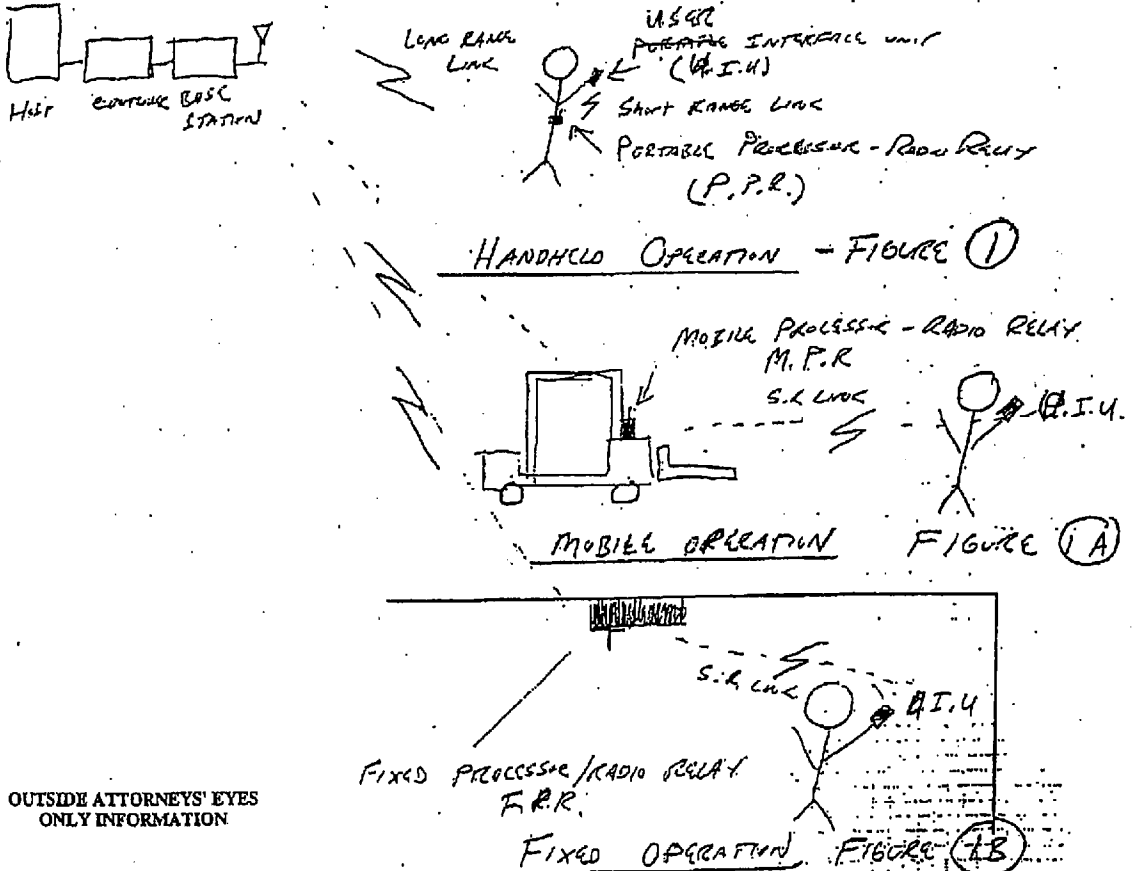 USER
LONG RANGE PORTABLE INTERFACE UNIT
LINK (U.I.U)
HOST CONTROLLER BASE
STATION
SHORT RANGE LINK
PORTABLE PROCESSOR - RADIO RELAY
(P.P.R.)
HANDHELD OPERATION - FIGURE 1
MOBILE PROCESSOR - RADIO RELAY
M.P.R
S.R LINK
U.I.U.
MOBILE OPERATION FIGURE 1A
S.R. LINK
U.I.U
FIXED PROCESSOR/RADIO RELAY
F.R.R.
OUTSIDE ATTORNEYS' EYES
ONLY INFORMATION
FIXED OPERATION FIGURE 1B